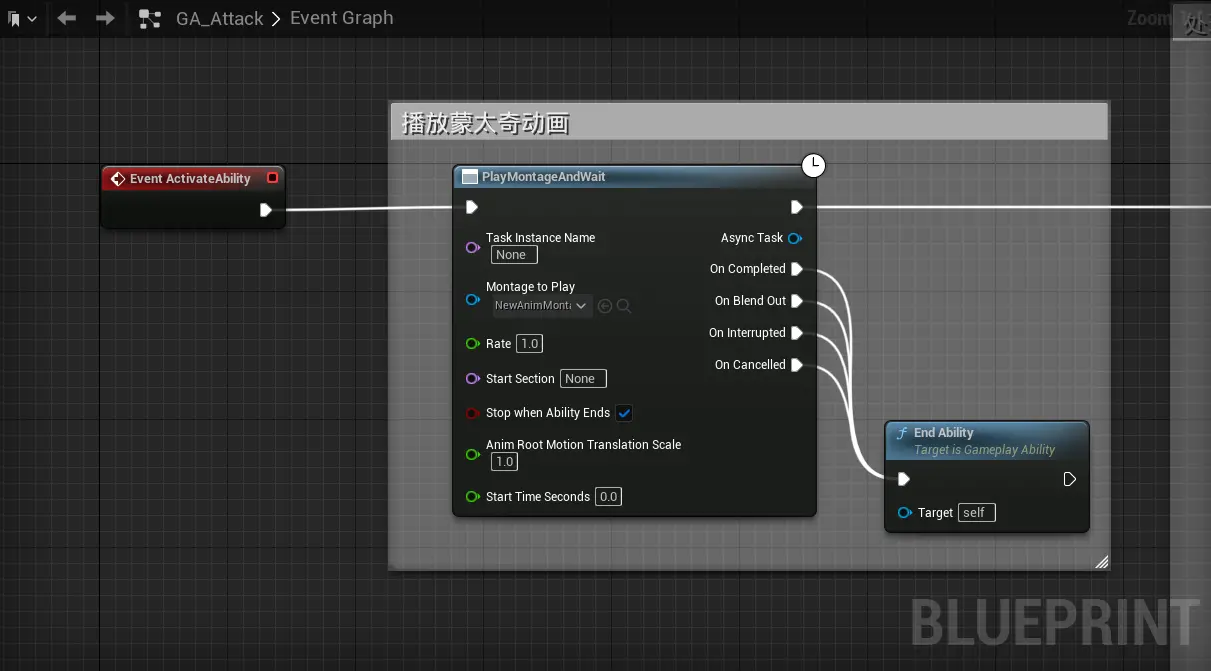 GA_Attack > Event Graph
Zoom
处
播放蒙太奇动画
Event ActivateAbility
PlayMontageAndWait
Task Instance Name
None
Async Task
On Completed
Montage to Play
NewAnimMonta
On Blend Out
On Interrupted
Rate 1.0
On Cancelled
Start Section None
Stop when Ability Ends
Anim Root Motion Translation Scale
1.0
Start Time Seconds 0.0
End Ability
Target is Gameplay Ability
Target self
BLUEPRINT